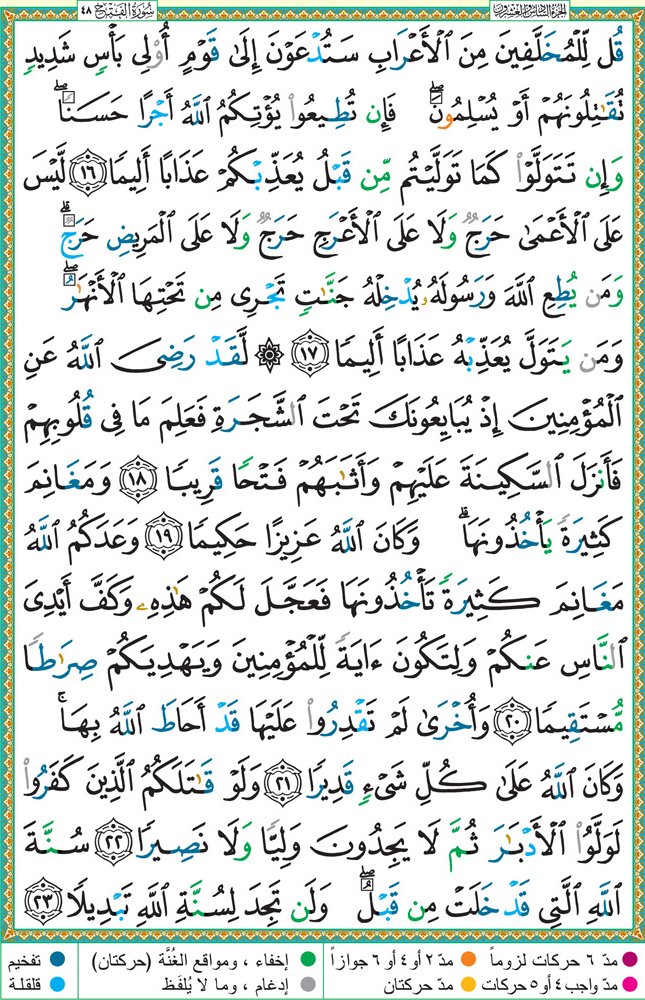 الجزء السادس والعشرون
سُورَةُ الفَتْحِ ٤٨
قُل لِّلْمُخَلَّفِينَ مِنَ ٱلْأَعْرَابِ سَتُدْعَوْنَ إِلَىٰ قَوْمٍ أُو۟لِى بَأْسٍ شَدِيدٍ
تُقَـٰتِلُونَهُمْ أَوْ يُسْلِمُونَ ۖ فَإِن تُطِيعُوا۟ يُؤْتِكُمُ ٱللَّهُ أَجْرًا حَسَنًا ۖ
وَإِن تَتَوَلَّوْا۟ كَمَا تَوَلَّيْتُم مِّن قَبْلُ يُعَذِّبْكُمْ عَذَابًا أَلِيمًا ١٦ لَّيْسَ
عَلَى ٱلْأَعْمَىٰ حَرَجٌ وَلَا عَلَى ٱلْأَعْرَجِ حَرَجٌ وَلَا عَلَى ٱلْمَرِيضِ حَرَجٌ ۗ
وَمَن يُطِعِ ٱللَّهَ وَرَسُولَهُۥ يُدْخِلْهُ جَنَّـٰتٍ تَجْرِى مِن تَحْتِهَا ٱلْأَنْهَـٰرُ ۖ
وَمَن يَتَوَلَّ يُعَذِّبْهُ عَذَابًا أَلِيمًا ١٧ ۞ لَّقَدْ رَضِىَ ٱللَّهُ عَنِ
ٱلْمُؤْمِنِينَ إِذْ يُبَايِعُونَكَ تَحْتَ ٱلشَّجَرَةِ فَعَلِمَ مَا فِى قُلُوبِهِمْ
فَأَنزَلَ ٱلسَّكِينَةَ عَلَيْهِمْ وَأَثَـٰبَهُمْ فَتْحًا قَرِيبًا ١٨ وَمَغَانِمَ
كَثِيرَةً يَأْخُذُونَهَا ۗ وَكَانَ ٱللَّهُ عَزِيزًا حَكِيمًا ١٩ وَعَدَكُمُ ٱللَّهُ
مَغَانِمَ كَثِيرَةً تَأْخُذُونَهَا فَعَجَّلَ لَكُمْ هَـٰذِهِۦ وَكَفَّ أَيْدِىَ
ٱلنَّاسِ عَنكُمْ وَلِتَكُونَ ءَايَةً لِّلْمُؤْمِنِينَ وَيَهْدِيَكُمْ صِرَٰطًا
مُّسْتَقِيمًا ٢٠ وَأُخْرَىٰ لَمْ تَقْدِرُوا۟ عَلَيْهَا قَدْ أَحَاطَ ٱللَّهُ بِهَا ۚ
وَكَانَ ٱللَّهُ عَلَىٰ كُلِّ شَىْءٍ قَدِيرًا ٢١ وَلَوْ قَـٰتَلَكُمُ ٱلَّذِينَ كَفَرُوا۟
لَوَلَّوُا۟ ٱلْأَدْبَـٰرَ ثُمَّ لَا يَجِدُونَ وَلِيًّا وَلَا نَصِيرًا ٢٢ سُنَّةَ
ٱللَّهِ ٱلَّتِى قَدْ خَلَتْ مِن قَبْلُ ۖ وَلَن تَجِدَ لِسُنَّةِ ٱللَّهِ تَبْدِيلًا ٢٣
مدّ ٦ حركات لزوماً مدّ ٢ أو ٤ أو ٦ جوازاً إخفاء ، ومواقع الغُنَّة (حركتان) تفخيم
مدّ واجب ٤ أو ٥ حركات مدّ حركتان إدغام ، وما لا يُلفَظ قلقلة